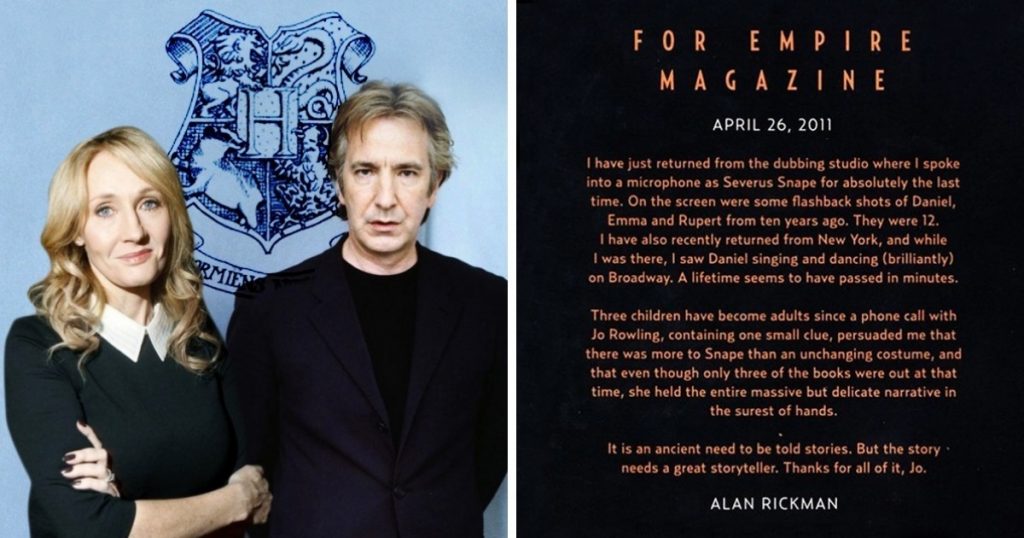 H
ORMIENS
FOR EMPIRE
MAGAZINE
APRIL 26, 2011
I have just returned from the dubbing studio where I spoke
into a microphone as Severus Snape for absolutely the last
time. On the screen were some flashback shots of Daniel,
Emma and Rupert from ten years ago. They were 12.
I have also recently returned from New York, and while
I was there, I saw Daniel singing and dancing (brilliantly)
on Broadway. A lifetime seems to have passed in minutes.
Three children have become adults since a phone call with
Jo Rowling, containing one small clue, persuaded me that
there was more to Snape than an unchanging costume, and
that even though only three of the books were out at that
time, she held the entire massive but delicate narrative in
the surest of hands.
It is an ancient need to be told stories. But the story
needs a great storyteller. Thanks for all of it, Jo.
ALAN RICKMAN